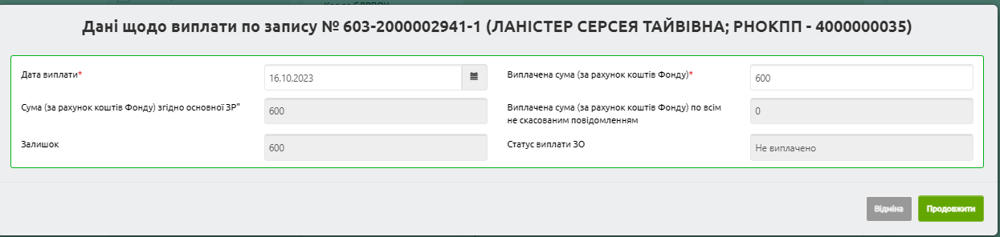 Дані щодо виплати по запису № 603-2000002941-1 (ЛАНІСТЕР СЕРСЕЯ ТАЙВІВНА; РНОКПП - 4000000035)
Дата виплати*
16.10.2023
Виплачена сума (за рахунок коштів Фонду)*
600
Сума (за рахунок коштів Фонду) згідно основної ЗР"
600
Виплачена сума (за рахунок коштів Фонду) по всім
не скасованим повідомленням
0
Залишок
600
Статус виплати ЗО
Не виплачено
Відміна
Продовжити